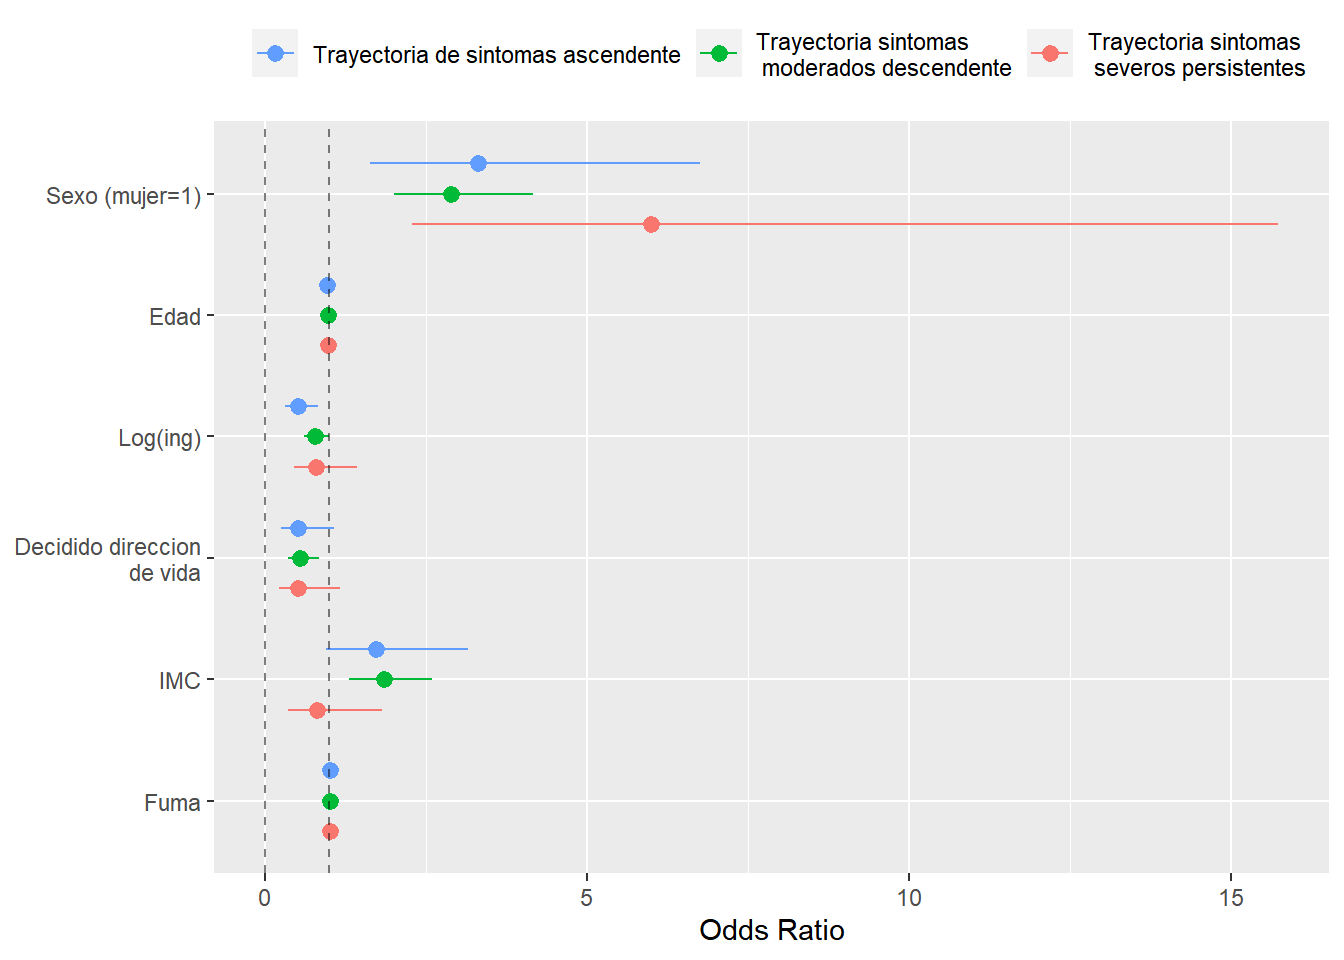 Trayectoria de sintomas ascendente
Trayectoria sintomas
moderados descendente
Trayectoria sintomas
severos persistentes
Sexo (mujer=1)
Edad
Log(ing)
Decidido direccion
de vida
IMC
Fuma
0
5
10
15
Odds Ratio